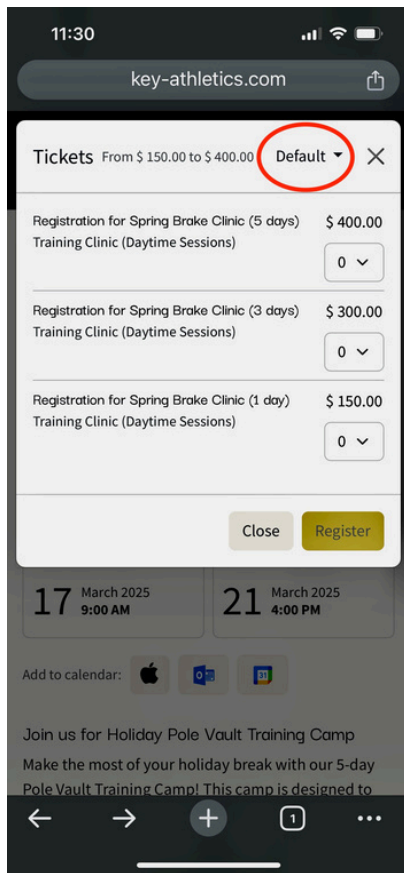 11:30
key-athletics.com
Tickets From $ 150.00 to $ 400.00 Default
Registration for Spring Brake Clinic (5 days) $ 400.00
Training Clinic (Daytime Sessions)
0
Registration for Spring Brake Clinic (3 days) $ 300.00
Training Clinic (Daytime Sessions)
0
Registration for Spring Brake Clinic (1 day) $ 150.00
Training Clinic (Daytime Sessions)
0
Close Register
17 March 2025 9:00 AM 21 March 2025 4:00 PM
Add to calendar: 31
Join us for Holiday Pole Vault Training Camp
Make the most of your holiday break with our 5-day
Pole Vault Training Camp! This camp is designed to
1